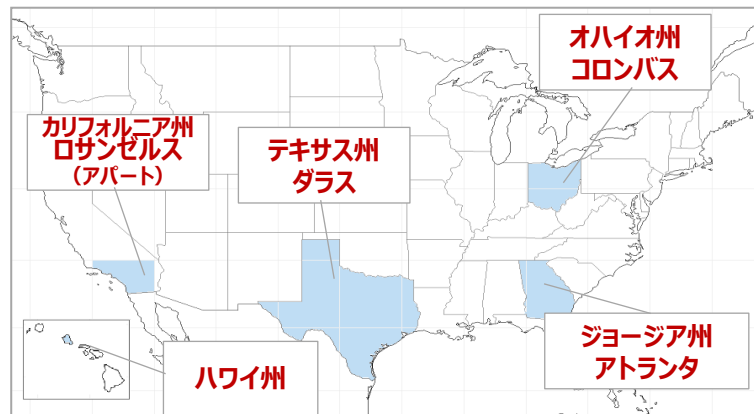 オハイオ州
コロンバス
カリフォルニア州
ロサンゼルス
（アパート）
テキサス州
ダラス
ハワイ州
ジョージア州
アトランタ